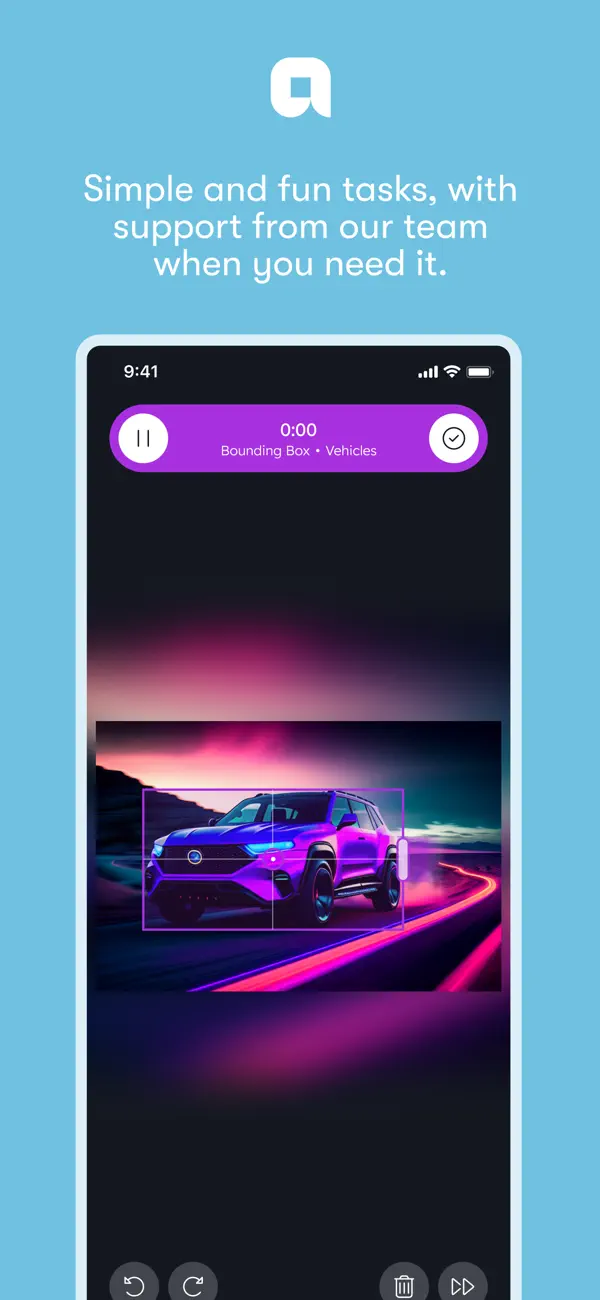 Simple and fun tasks, with
support from our team
when you need it.
9:41
0:00
Bounding Box • Vehicles